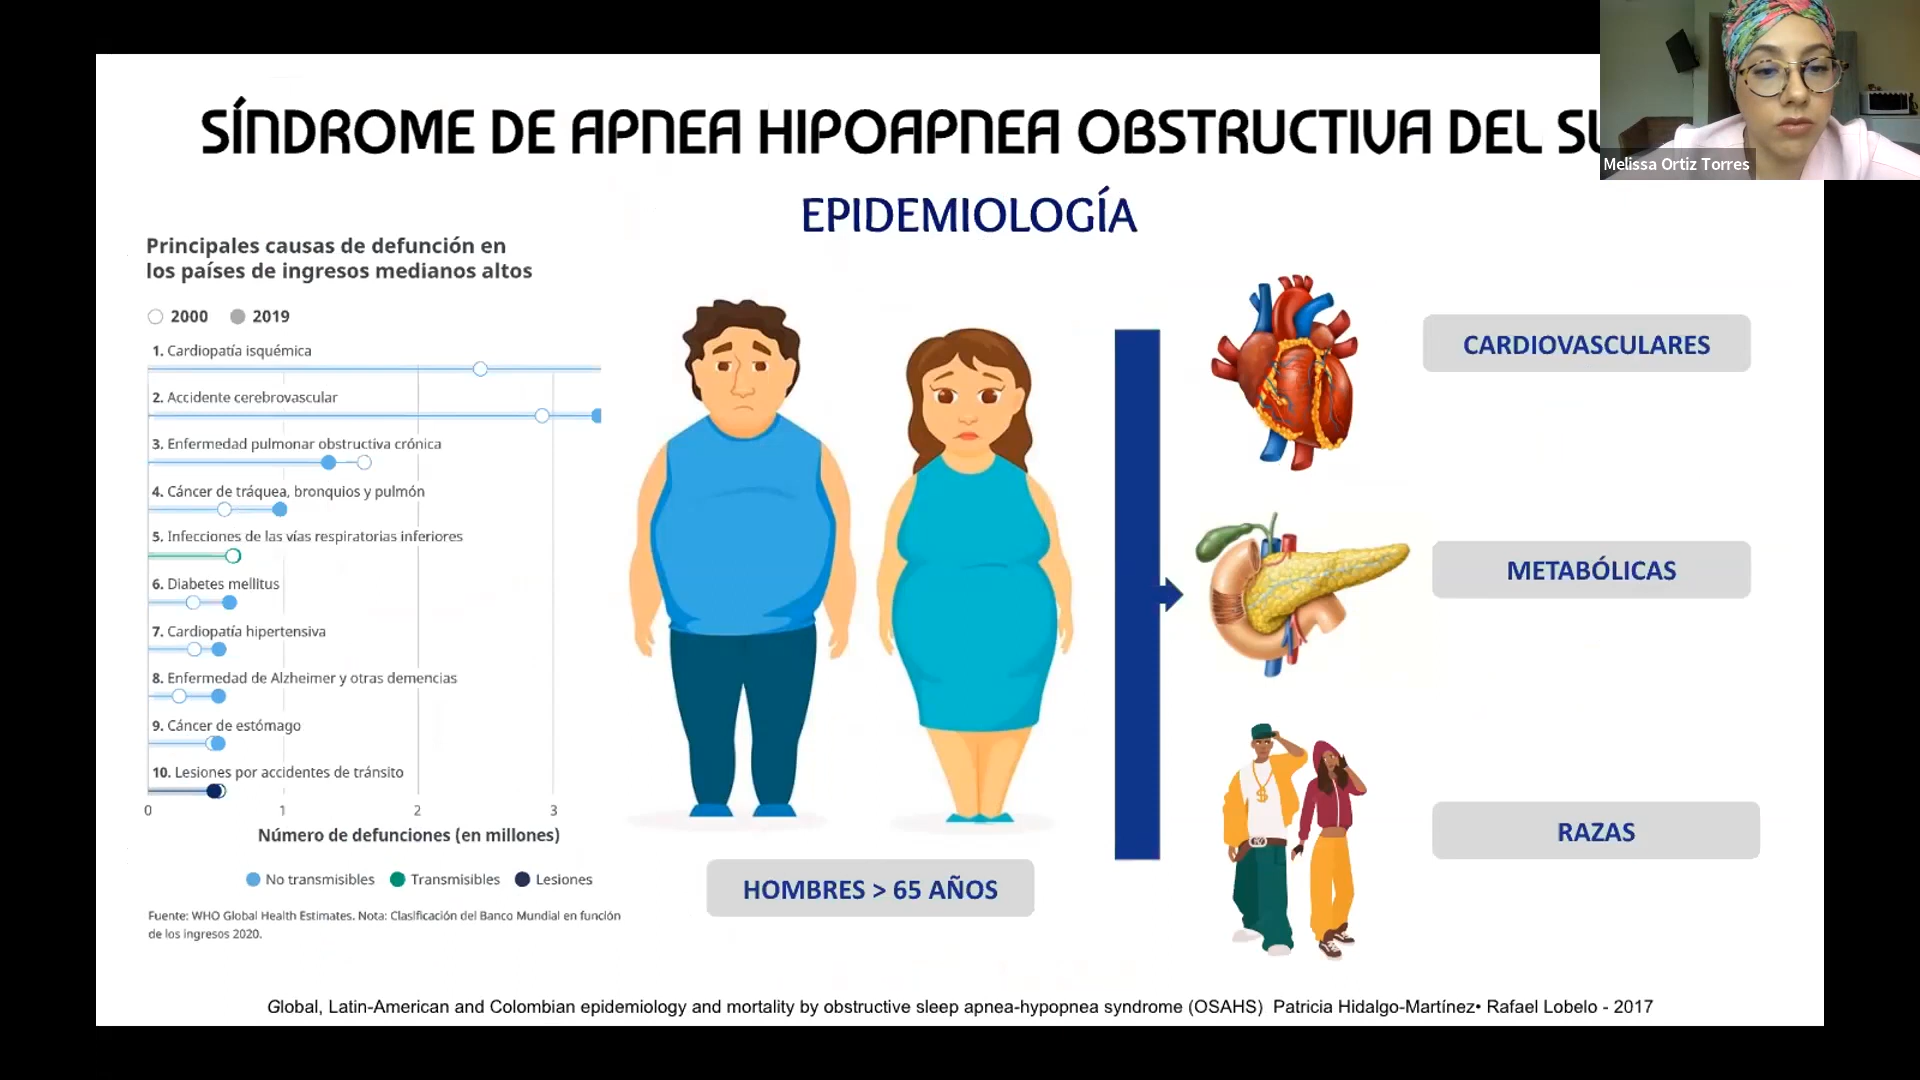 SÍNDROME DE APNEA HIPOAPNEA OBSTRUCTIVA DEL
Melissa Ortiz Torres
EPIDEMIOLOGÍA
Principales causas de defunción en
los países de ingresos medianos altos
2000 2019
1. Cardiopatía isquémica
2. Accidente cerebrovascular
3. Enfermedad pulmonar obstructiva crónica
4. Cáncer de tráquea, bronquios y pulmón
5. Infecciones de las vías respiratorias inferiores
6. Diabetes mellitus
7. Cardiopatía hipertensiva
8. Enfermedad de Alzheimer y otras demencias
9. Cáncer de estómago
10. Lesiones por accidentes de tránsito
0 1 2 3
Número de defunciones (en millones)
No transmisibles Transmisibles Lesiones
Fuente: WHO Global Health Estimates. Nota: Clasificación del Banco Mundial en función
de los ingresos 2020.
HOMBRES > 65 AÑOS
CARDIOVASCULARES
METABÓLICAS
$
RAZAS
Global, Latin-American and Colombian epidemiology and mortality by obstructive sleep apnea-hypopnea syndrome (OSAHS) Patricia Hidalgo-Martínez• Rafael Lobelo - 2017